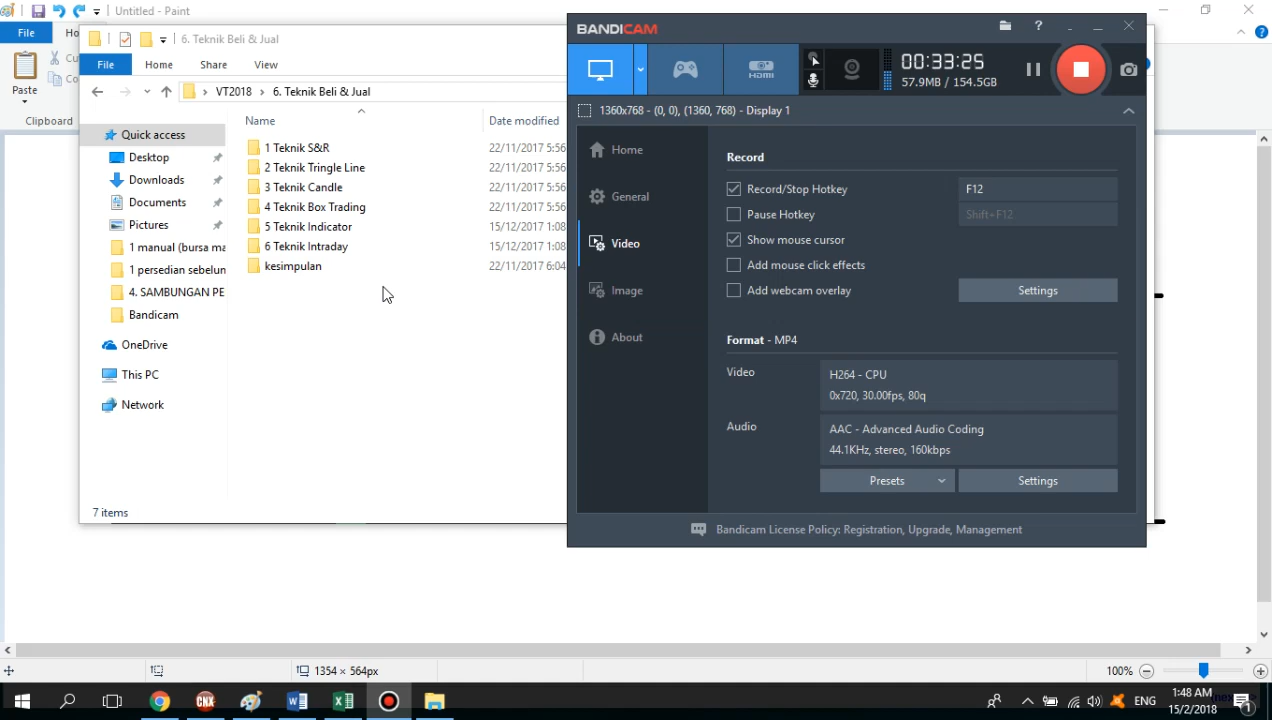 Untitled - Paint
File
Ho
Paste
Cu
Co
Clipboard
6. Teknik Beli & Jual
File
Home
Share
View
VT2018 > 6. Teknik Beli & Jual
Name
Date modified
Quick access
Desktop
Downloads
Documents
Pictures
1 manual (bursa ma
1 persedian sebelun
4. SAMBUNGAN PE
Bandicam
OneDrive
This PC
Network
1 Teknik S&R
22/11/2017 5:56
2 Teknik Tringle Line
22/11/2017 5:56
3 Teknik Candle
22/11/2017 5:56
4 Teknik Box Trading
22/11/2017 5:56
5 Teknik Indicator
15/12/2017 1:08
6 Teknik Intraday
15/12/2017 1:08
kesimpulan
22/11/2017 6:04
7 items
BANDICAM
HDMI
00:33:25
57.9MB / 154.5GB
1360x768 - (0, 0), (1360, 768) - Display 1
Home
General
Video
Image
About
Record
Record/Stop Hotkey
F12
Pause Hotkey
Shift+F12
Show mouse cursor
Add mouse click effects
Add webcam overlay
Settings
Format - MP4
Video
H264 - CPU
0x720, 30.00fps, 80q
Audio
AAC - Advanced Audio Coding
44.1KHz, stereo, 160kbps
Presets
Settings
Bandicam License Policy: Registration, Upgrade, Management
1354 × 564px
100%
CNX
ENG
1:48 AM
15/2/2018
1